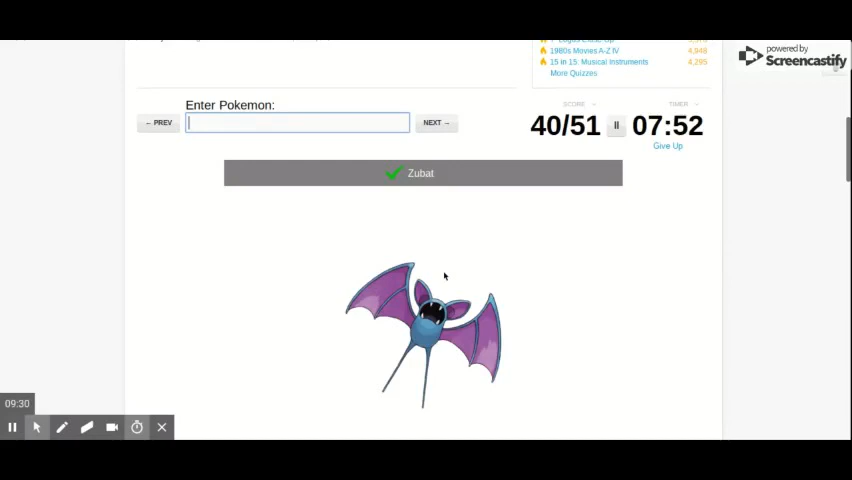 powered by
Screencastify
1980s Movies A-Z IV 4,948
15 in 15: Musical Instruments 4,295
More Quizzes
Enter Pokemon:
← PREV
NEXT →
SCORE
40/51
TIMER
07:52
Give Up
Zubat
09:30